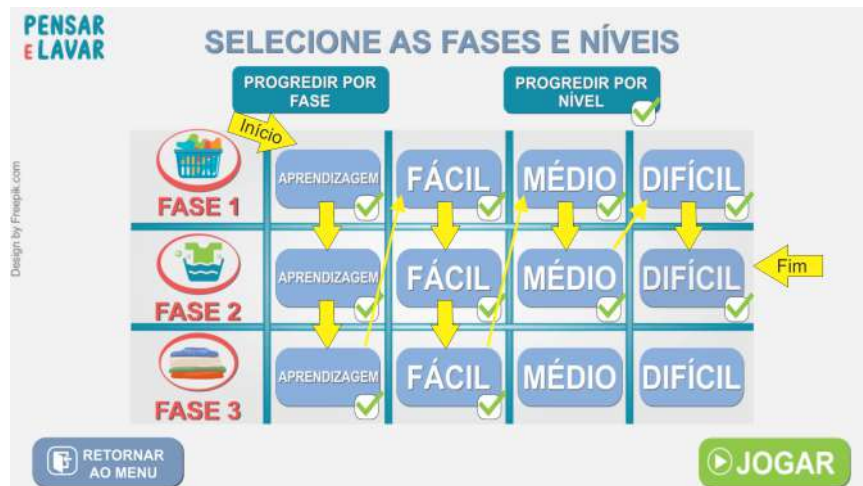 PENSAR
E LAVAR
SELECIONE AS FASES E NÍVEIS
PROGREDIR POR
FASE
PROGREDIR POR
NÍVEL
Início
FASE 1
APRENDIZAGEM
FÁCIL
MÉDIO
DIFÍCIL
FASE 2
APRENDIZAGEM
FÁCIL
MÉDIO
DIFÍCIL
Fim
FASE 3
APRENDIZAGEM
FÁCIL
MÉDIO
DIFÍCIL
Design by Freepik.com
RETORNAR
AO MENU
JOGAR